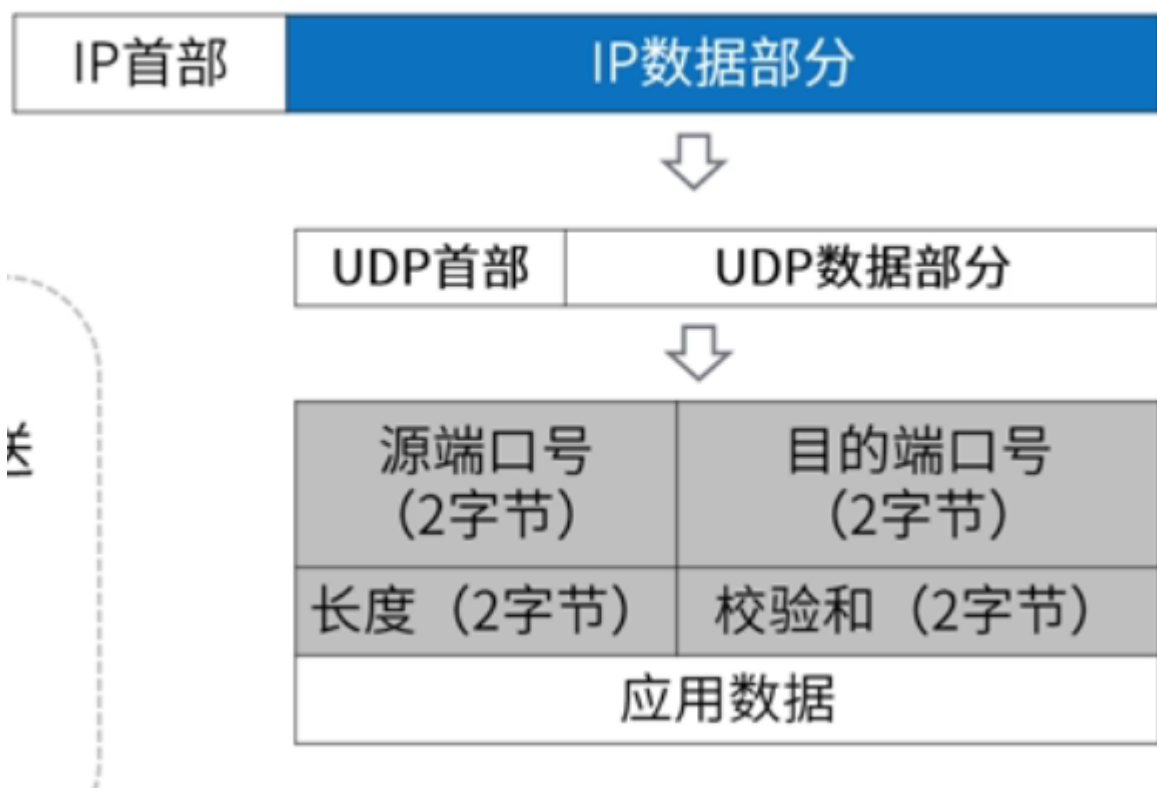 IP首部 IP数据部分
UDP首部 UDP数据部分
源端口号 目的端口号
（2字节） （2字节）
送
长度（2字节） 校验和（2字节）
应用数据